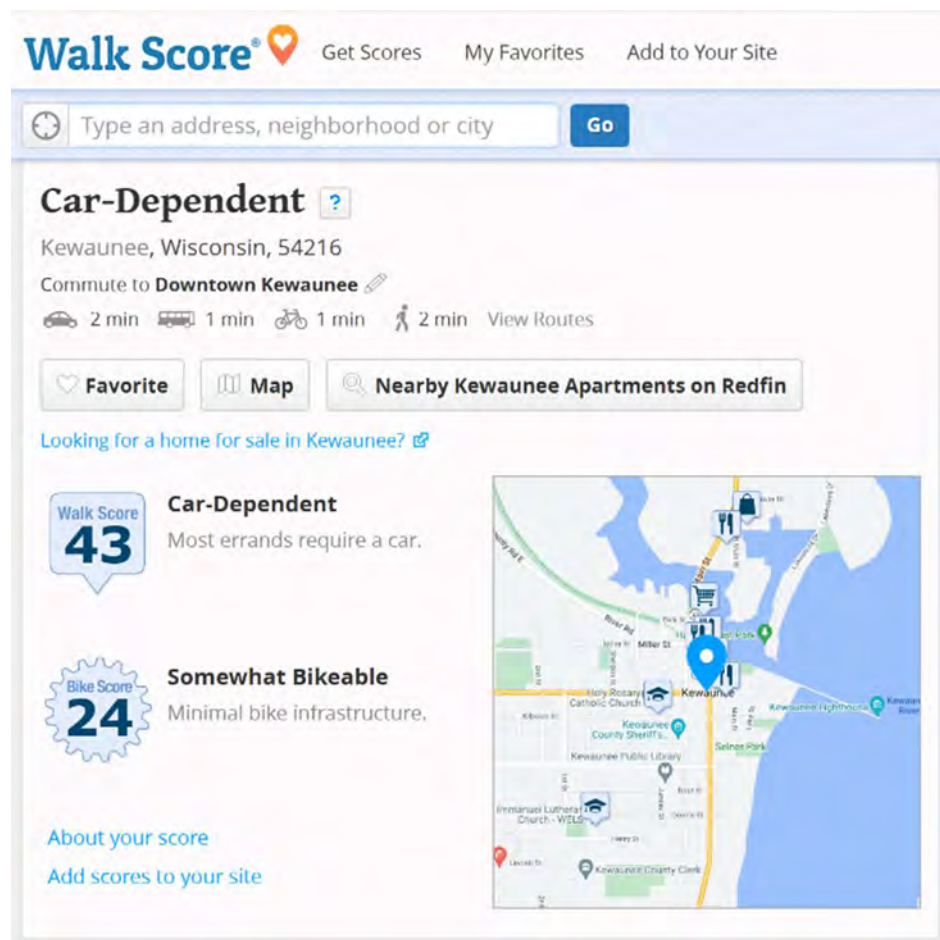 Walk Score®
Get Scores
My Favorites
Add to Your Site
Type an address, neighborhood or city
Go
Car-Dependent ?
Kewaunee, Wisconsin, 54216
Commute to Downtown Kewaunee
2 min 1 min 1 min 2 min View Routes
Favorite
Map
Nearby Kewaunee Apartments on Redfin
Looking for a home for sale in Kewaunee?
Walk Score
43
Car-Dependent
Most errands require a car.
Bike Score
24
Somewhat Bikeable
Minimal bike infrastructure.
About your score
Add scores to your site
River Rd
Miller St
Park
Holy Rosary
Catholic Church
Kewaunee
Kewaunee Lighthouse
Kewaunee
County Sheriff's...
Selner Park
Kewaunee Public Library
Immanuel Lutheran
Church - WELS
Kewaunee County Clerk